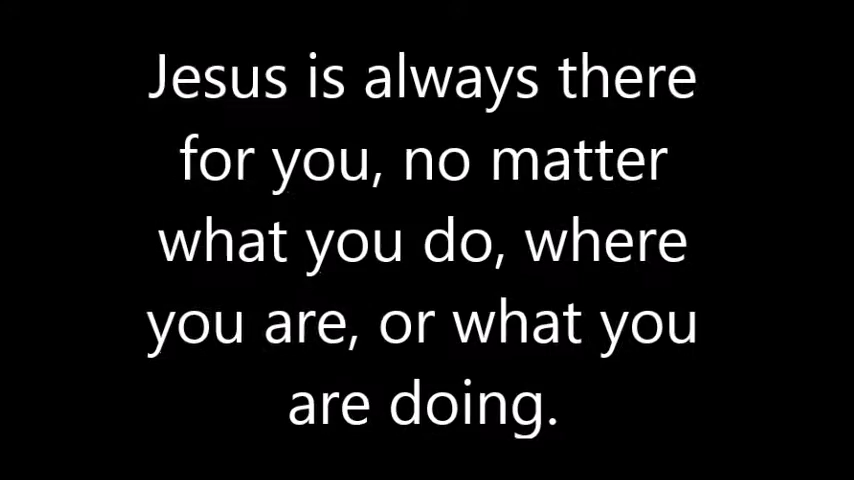 Jesus is always there
for you, no matter
what you do, where
you are, or what you
are doing.